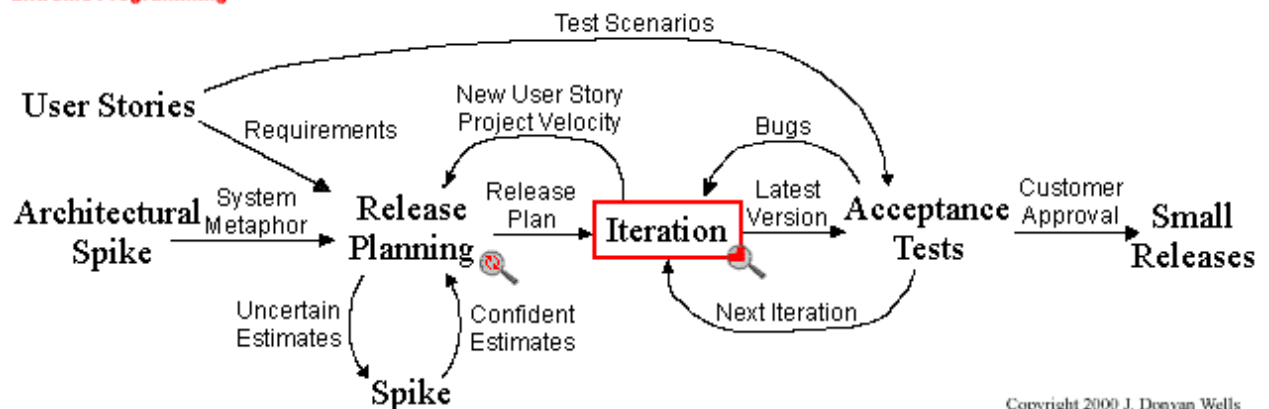 Test Scenarios
User Stories
New User Story
Project Velocity
Bugs
Requirements
Architectural
Spike
System
Metaphor
Release
Planning
Release
Plan
Iteration
Latest
Version
Acceptance
Tests
Customer
Approval
Small
Releases
Uncertain
Estimates
Confident
Estimates
Next Iteration
Spike
Copyright 2000 J. Donvan Wells